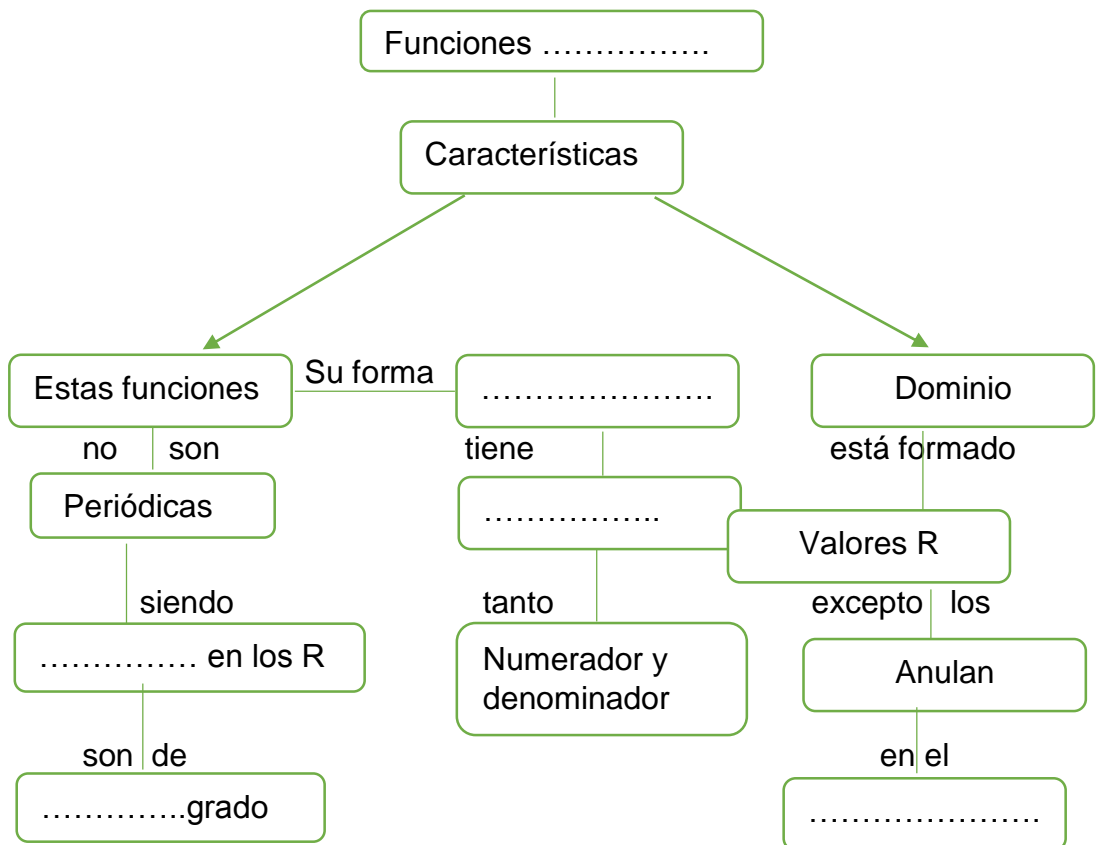 Funciones …………….
Características
Estas funciones
Su forma
………………….
Dominio
no son
tiene
está formado
Periódicas
……………..
Valores R
siendo
tanto
excepto los
…………… en los R
Numerador y
denominador
Anulan
son de
en el
…………..grado
………………….